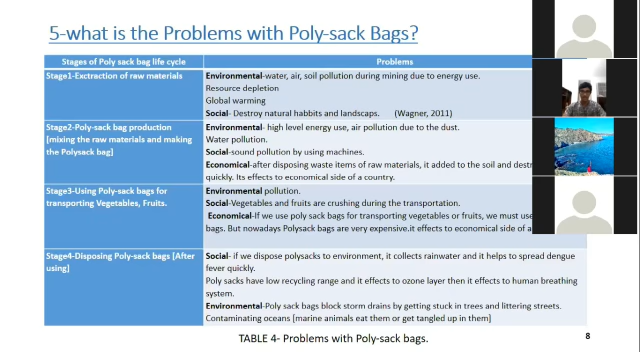 5-what is the Problems with Poly-sack Bags?
Stages of Poly sack bag life cycle
Problems
Stage1-Exctraction of raw materials
Environmental-water, air, soil pollution during mining due to energy use.
Resource depletion
Global warming
Social- Destroy natural habbits and landscaps. (Wagner, 2011)
Stage2-Poly-sack bag production
[mixing the raw materials and making
the Polysack bag]
Environmental- high level energy use, air pollution due to the dust.
Water pollution.
Social-sound pollution by using machines.
Economical-after disposing waste items of raw materials, it added to the soil and
quickly. Its effects to economical side of a country.
Stage3-Using Poly-sack bags for
transporting Vegetables, Fruits.
Environmental pollution.
Social-Vegetables and fruits are crushing during the transportation.
Economical-If we use poly sack bags for transporting vegetables or fruits, we must use
bags. But nowadays Polysack bags are very expensive.it effects to economical side of
Stage4-Disposing Poly-sack bags [After
using]
Social- if we dispose polysacks to environment, it collects rainwater and it helps to spread dengue
fever quickly.
Poly sacks have low recycling range and it effects to ozone layer then it effects to human breathing
system.
Environmental-Poly sack bags block storm drains by getting stuck in trees and littering streets.
Contaminating oceans [marine animals eat them or get tangled up in them]
TABLE 4- Problems with Poly-sack bags.
8